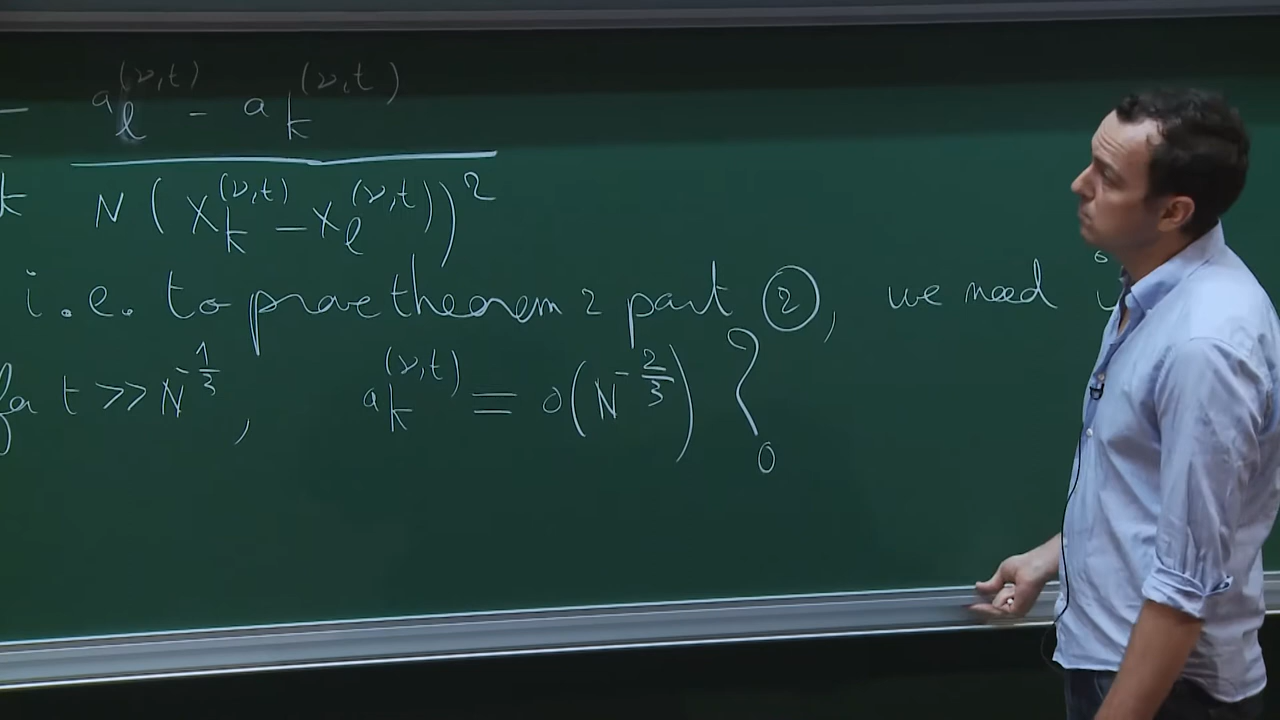 a_ℓ^(ν,t) - a_k^(ν,t)
k N(x_k^(ν,t) - x_ℓ^(ν,t))^2
i.e. to prove theorem 2 part ②, we need
for t >> N^{-1/3}, a_k^(ν,t) = o(N^{-2/3}) ?